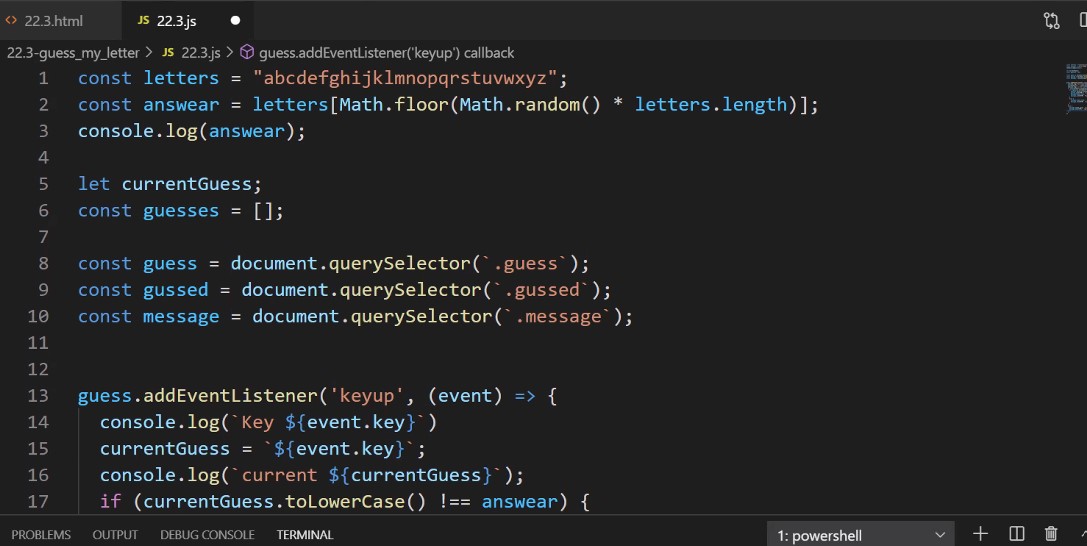 22.3.html JS 22.3.js
22.3-guess_my_letter > JS 22.3.js > guess.addEventListener('keyup') callback
1 const letters = "abcdefghijklmnopqrstuvwxyz";
2 const answear = letters[Math.floor(Math.random() * letters.length)];
3 console.log(answear);
4
5 let currentGuess;
6 const guesses = [];
7
8 const guess = document.querySelector(`.guess`);
9 const gussed = document.querySelector(`.gussed`);
10 const message = document.querySelector(`.message`);
11
12
13 guess.addEventListener('keyup', (event) => {
14 console.log(`Key ${event.key}`)
15 currentGuess = `${event.key}`;
16 console.log(`current ${currentGuess}`);
17 if (currentGuess.toLowerCase() !== answear) {
PROBLEMS OUTPUT DEBUG CONSOLE TERMINAL 1: powershell